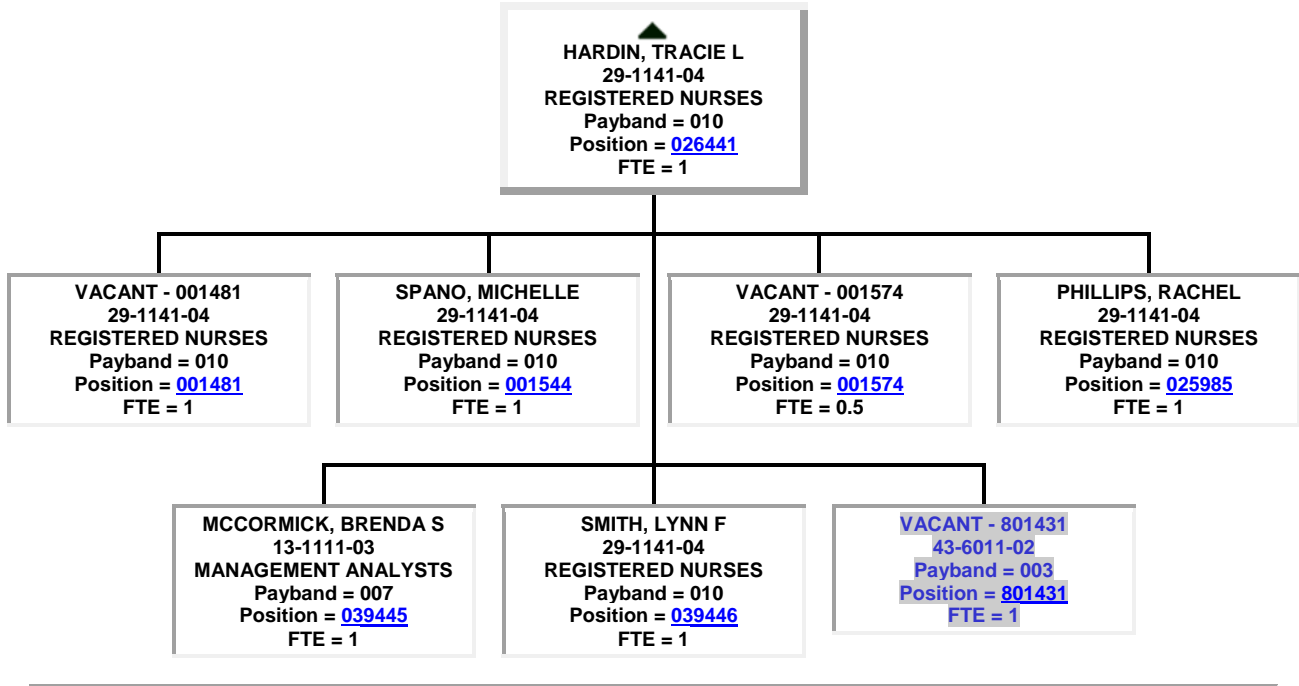 HARDIN, TRACIE L
29-1141-04
REGISTERED NURSES
Payband = 010
Position = 026441
FTE = 1
VACANT - 001481
29-1141-04
REGISTERED NURSES
Payband = 010
Position = 001481
FTE = 1
SPANO, MICHELLE
29-1141-04
REGISTERED NURSES
Payband = 010
Position = 001544
FTE = 1
VACANT - 001574
29-1141-04
REGISTERED NURSES
Payband = 010
Position = 001574
FTE = 0.5
PHILLIPS, RACHEL
29-1141-04
REGISTERED NURSES
Payband = 010
Position = 025985
FTE = 1
MCCORMICK, BRENDA S
13-1111-03
MANAGEMENT ANALYSTS
Payband = 007
Position = 039445
FTE = 1
SMITH, LYNN F
29-1141-04
REGISTERED NURSES
Payband = 010
Position = 039446
FTE = 1
VACANT - 801431
43-6011-02
Payband = 003
Position = 801431
FTE = 1